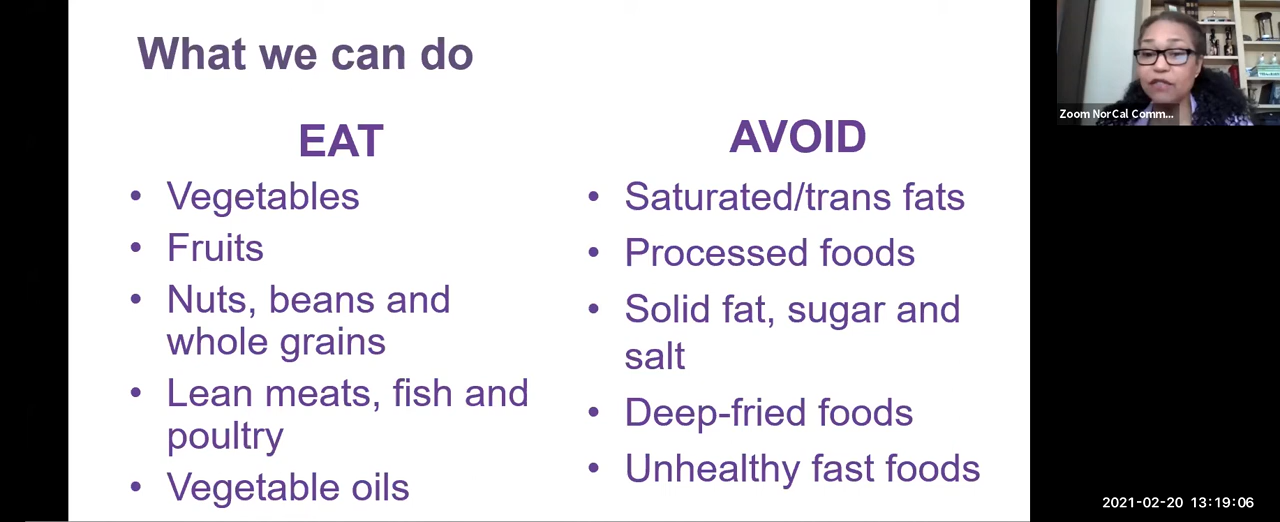 What we can do
EAT
• Vegetables
• Fruits
• Nuts, beans and
whole grains
• Lean meats, fish and
poultry
• Vegetable oils
AVOID
• Saturated/trans fats
• Processed foods
• Solid fat, sugar and
salt
• Deep-fried foods
• Unhealthy fast foods
Zoom NorCal Comm...
2021-02-20 13:19:06